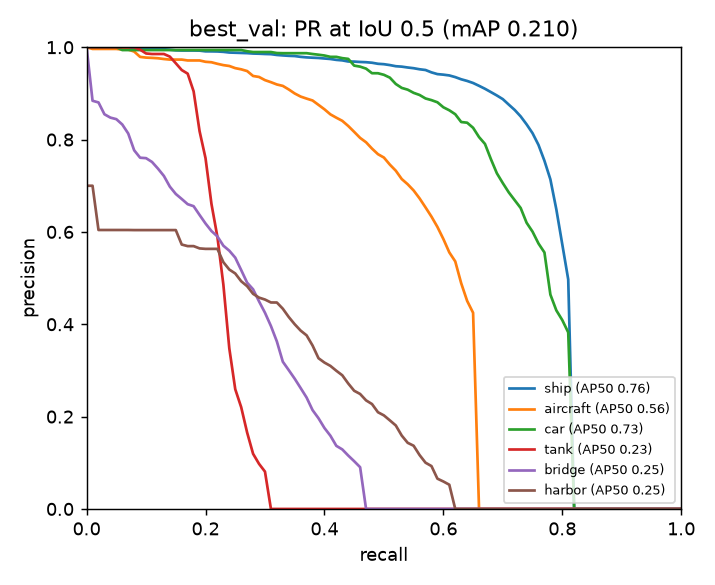 best_val: PR at IoU 0.5 (mAP 0.210)
1.0
0.8
0.6
0.4
0.2
0.0
precision
0.0 0.2 0.4 0.6 0.8 1.0
recall
ship (AP50 0.76)
aircraft (AP50 0.56)
car (AP50 0.73)
tank (AP50 0.23)
bridge (AP50 0.25)
harbor (AP50 0.25)